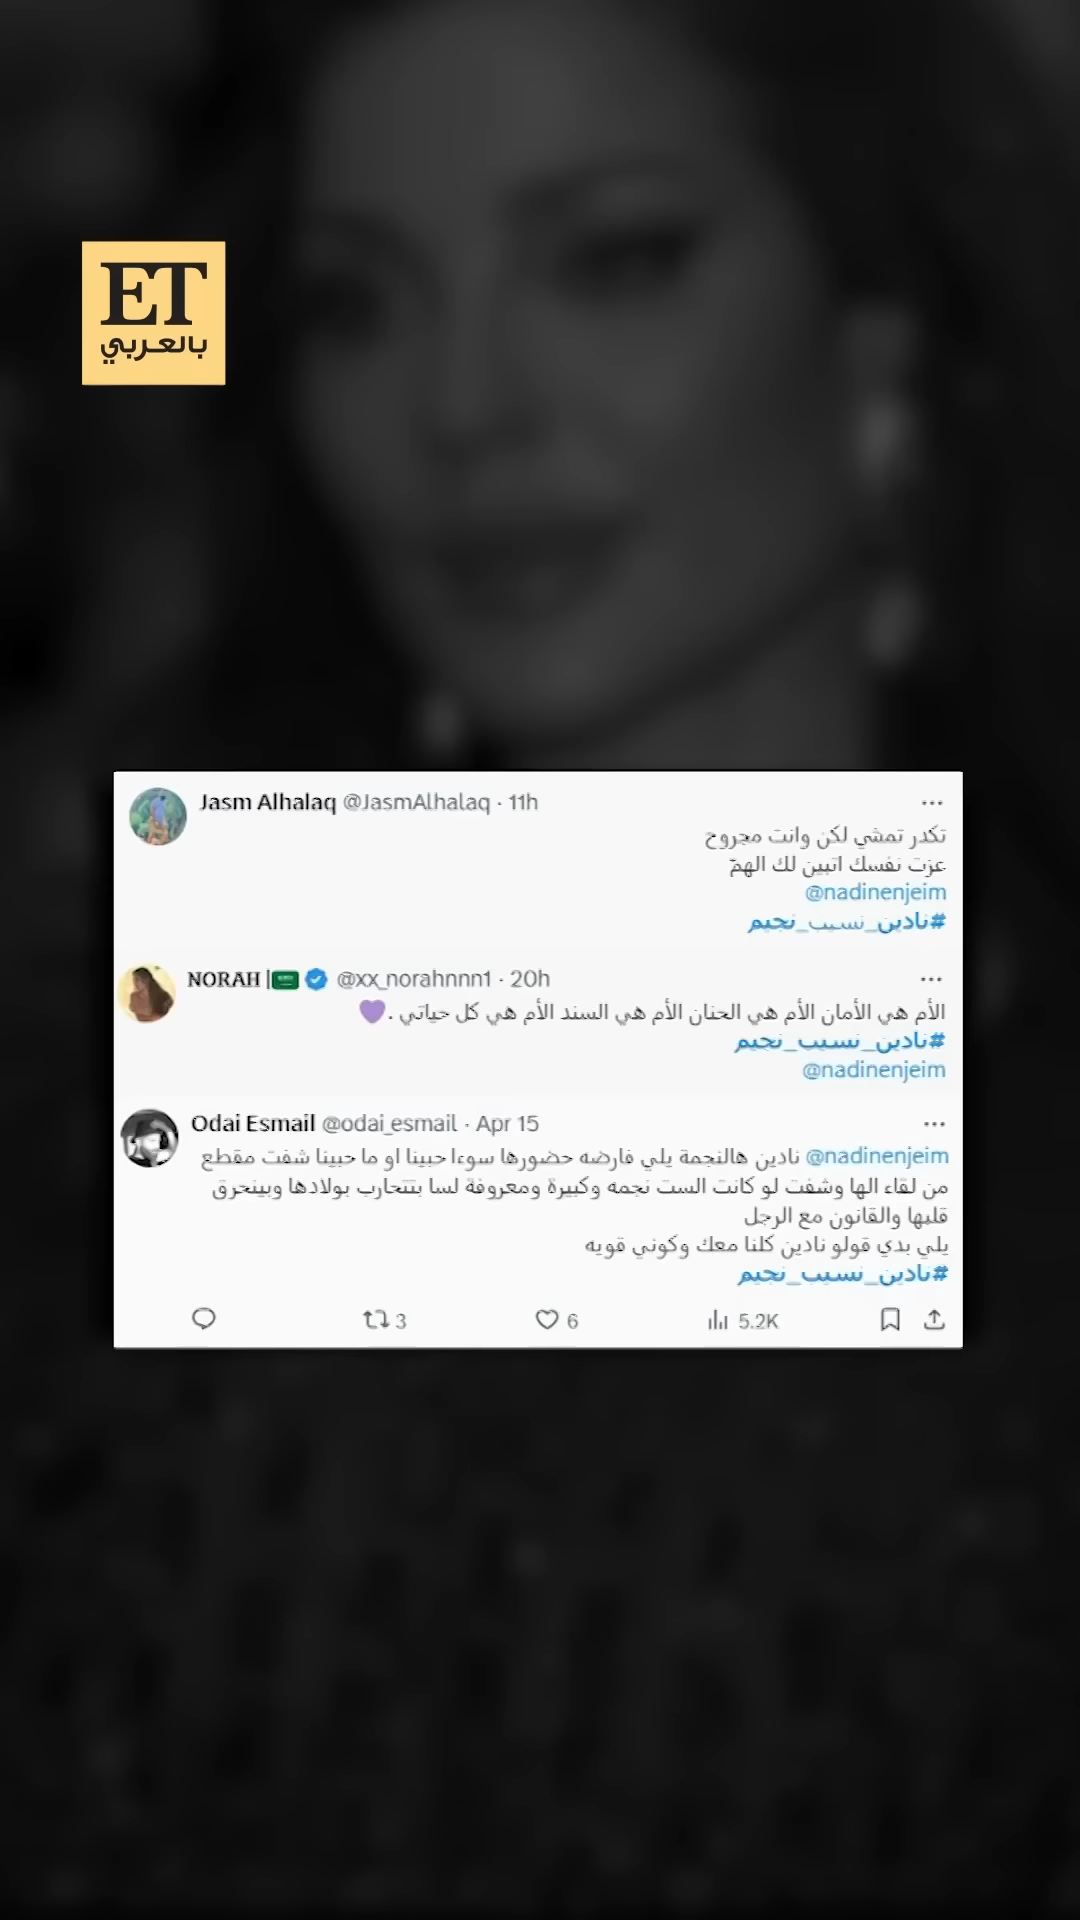 ET
بالعربي
Jasm Alhalaq @JasmAlhalaq · 11h
تكدر تمشي لكن وانت مجروح
عزت نفسك اتبين لك الهمّ
@nadinenjeim
#نادين_نسيب_نجيم
NORAH |🇸🇦 @xx_norahnnn1 · 20h
الأم هي الأمان الأم هي الحنان الأم هي السند الأم هي كل حياتي . 💜
#نادين_نسيب_نجيم
@nadinenjeim
Odai Esmail @odai_esmail · Apr 15
@nadinenjeim نادين هالنجمة يلي فارضه حضورها سوءا حبينا او ما حبينا شفت مقطع
من لقاء الها وشفت لو كانت الست نجمه وكبيرة ومعروفة لسا بتتحارب بولادها وبينحرق
قلبها والقانون مع الرجل
يلي بدي قولو نادين كلنا معك وكوني قويه
#نادين_نسيب_نجيم
3 6 5.2K